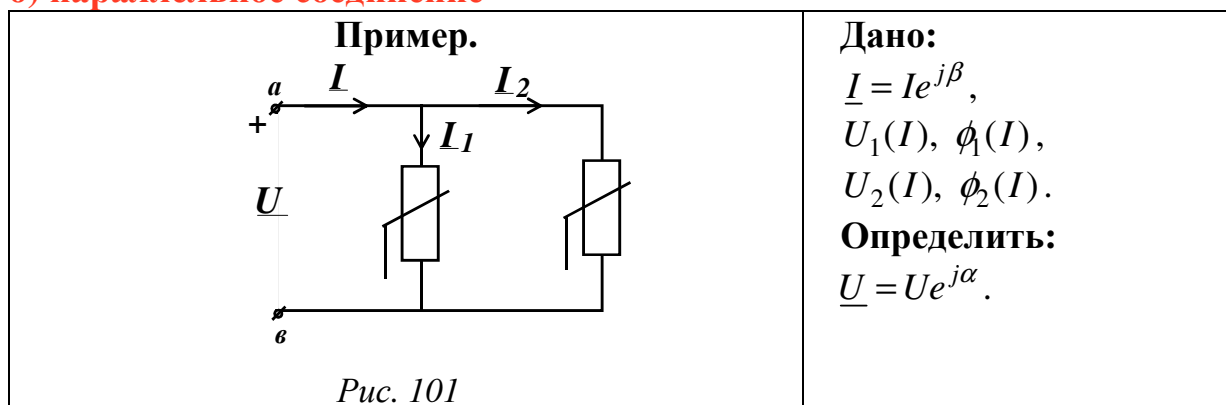 б) параллельное соединение
Пример.
a
I
I2
+
I1
U
в
Рис. 101
Дано:
I = Ie^{jβ},
U₁(I), ϕ₁(I),
U₂(I), ϕ₂(I).
Определить:
U = Ue^{jα}.